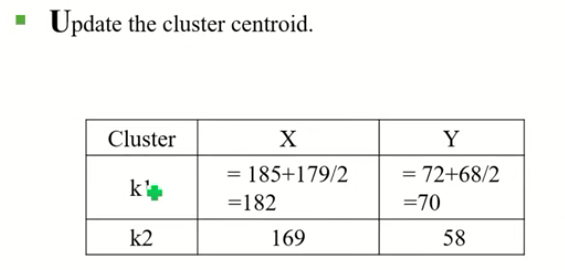 Update the cluster centroid.
Cluster X Y
k1 = 185+179/2 = 72+68/2
=182 =70
k2 169 58